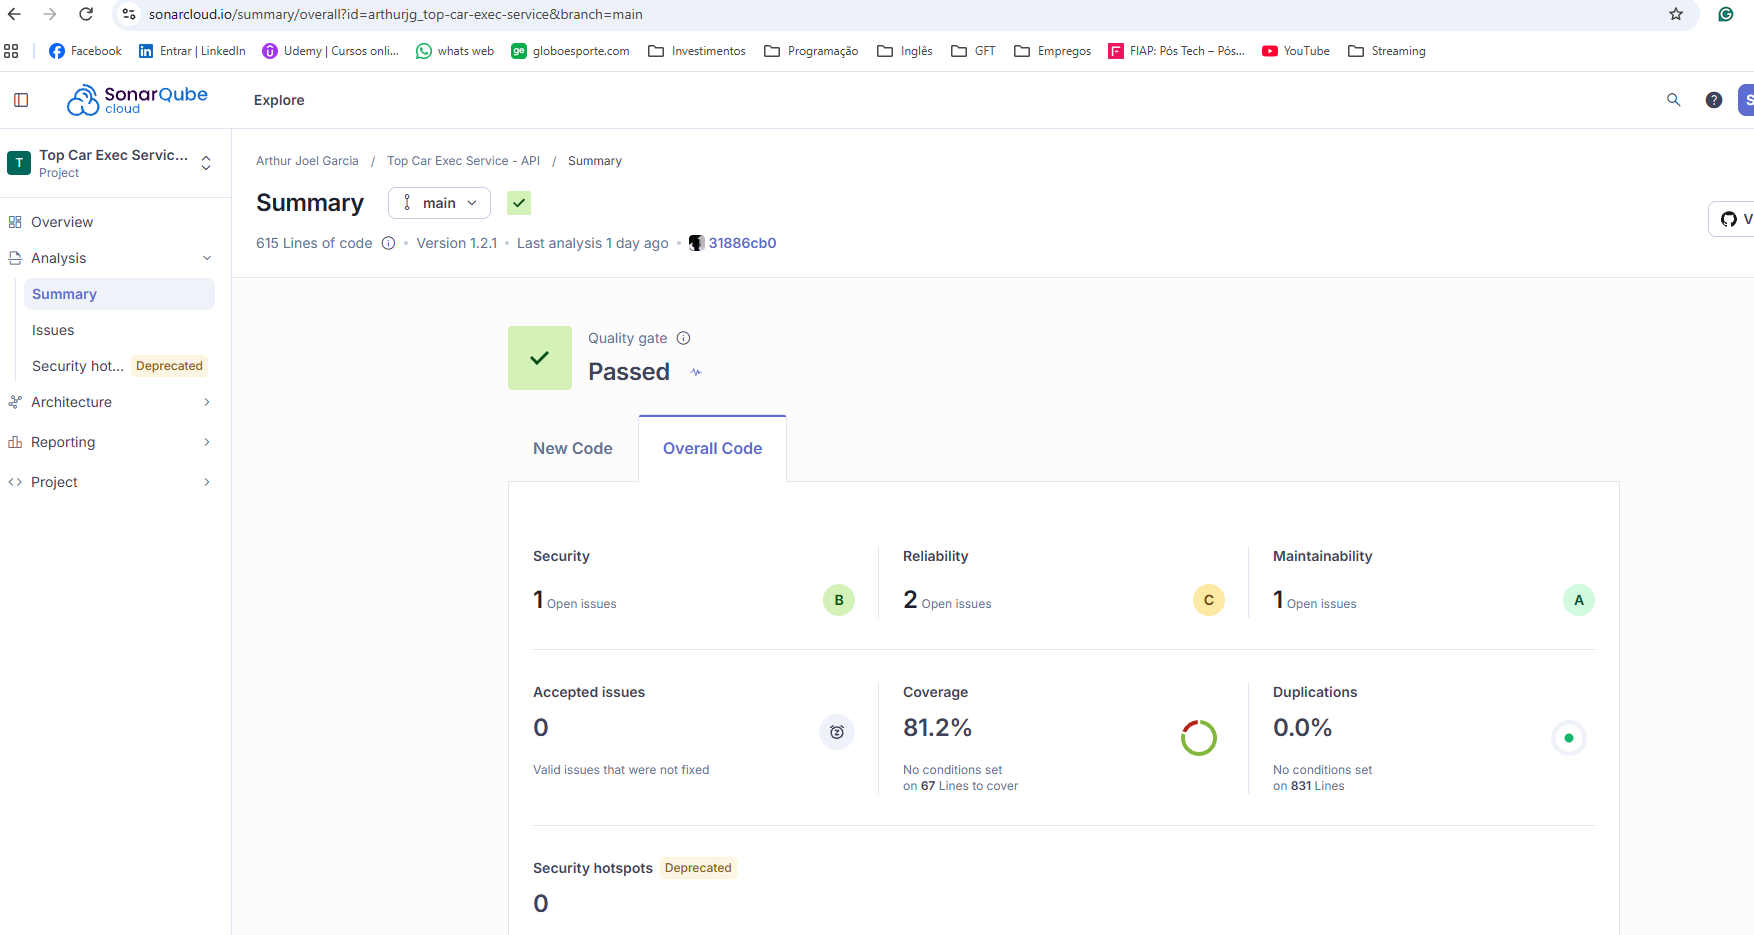 sonarcloud.io/summary/overall?id=arthurjg_top-car-exec-service&branch=main
Facebook Entrar | LinkedIn Udemy | Cursos onli... whats web ge globoesporte.com Investimentos Programação Inglês GFT Empregos FIAP: Pós Tech – Pós... YouTube Streaming
SonarQube cloud Explore ? S
T Top Car Exec Servic...
Project
Overview
Analysis
Summary
Issues
Security hot... Deprecated
Architecture
Reporting
Project
Arthur Joel Garcia / Top Car Exec Service - API / Summary
Summary main
V
615 Lines of code • Version 1.2.1 • Last analysis 1 day ago • 31886cb0
Quality gate
Passed
New Code Overall Code
Security
1 Open issues B
Reliability
2 Open issues C
Maintainability
1 Open issues A
Accepted issues
0
Valid issues that were not fixed
Coverage
81.2%
No conditions set
on 67 Lines to cover
Duplications
0.0%
No conditions set
on 831 Lines
Security hotspots Deprecated
0